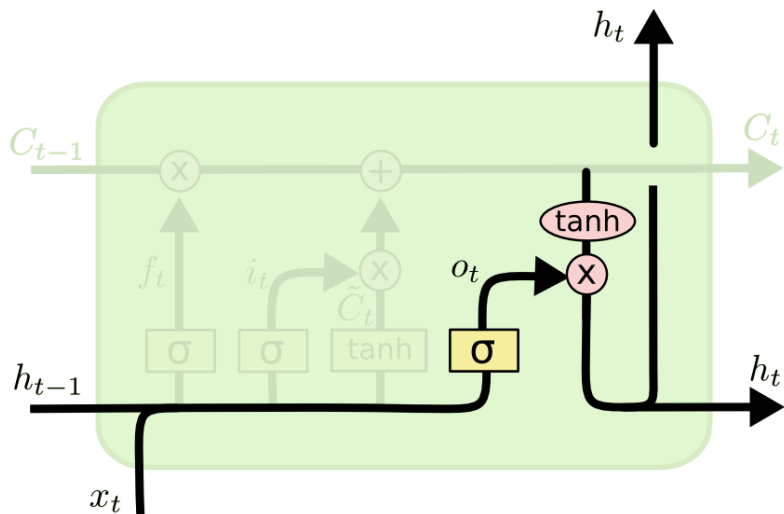 h_t
C_{t-1}
C_t
x
+
tanh
f_t
i_t
x
o_t
x
C̃_t
σ
σ
tanh
σ
h_{t-1}
h_t
x_t